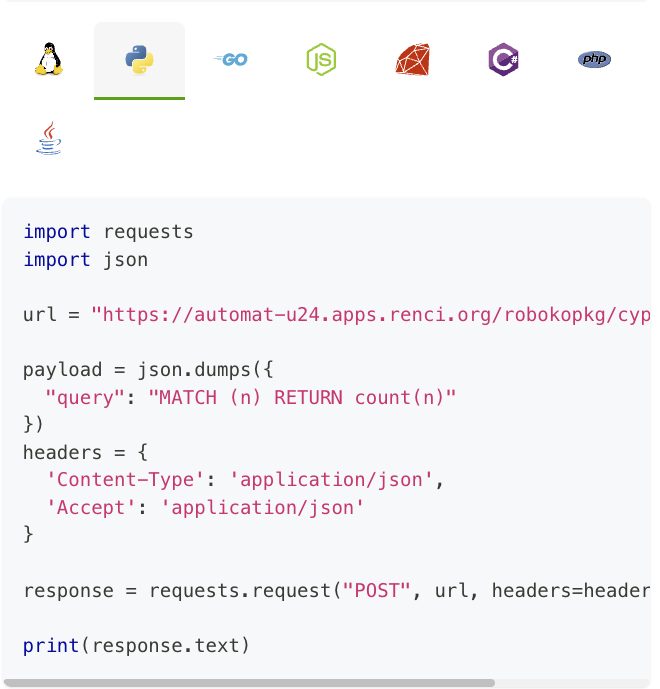 GO
JS
C#
php
import requests
import json
url = "https://automat-u24.apps.renci.org/robokopkg/cyp
payload = json.dumps({
  "query": "MATCH (n) RETURN count(n)"
})
headers = {
  'Content-Type': 'application/json',
  'Accept': 'application/json'
}
response = requests.request("POST", url, headers=header
print(response.text)